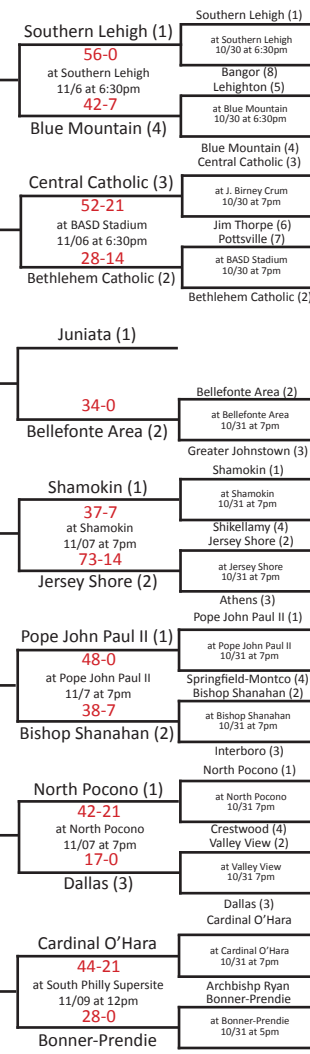 Southern Lehigh (1)
Southern Lehigh (1)
56-0
at Southern Lehigh
10/30 at 6:30pm
at Southern Lehigh
11/6 at 6:30pm
Bangor (8)
Lehighton (5)
42-7
at Blue Mountain
10/30 at 6:30pm
Blue Mountain (4)
Blue Mountain (4)
Central Catholic (3)
Central Catholic (3)
52-21
at J. Birney Crum
10/30 at 7pm
at BASD Stadium
11/06 at 6:30pm
Jim Thorpe (6)
Pottsville (7)
28-14
at BASD Stadium
10/30 at 7pm
Bethlehem Catholic (2)
Bethlehem Catholic (2)
Juniata (1)
Bellefonte Area (2)
34-0
at Bellefonte Area
10/31 at 7pm
Bellefonte Area (2)
Greater Johnstown (3)
Shamokin (1)
Shamokin (1)
37-7
at Shamokin
10/31 at 7pm
at Shamokin
11/07 at 7pm
Shikellamy (4)
Jersey Shore (2)
73-14
at Jersey Shore
10/31 at 7pm
Jersey Shore (2)
Athens (3)
Pope John Paul II (1)
Pope John Paul II (1)
48-0
at Pope John Paul II
10/31 at 7pm
at Pope John Paul II
11/7 at 7pm
Springfield-Montco (4)
Bishop Shanahan (2)
38-7
at Bishop Shanahan
10/31 at 7pm
Bishop Shanahan (2)
Interboro (3)
North Pocono (1)
North Pocono (1)
42-21
at North Pocono
10/31 7pm
at North Pocono
11/07 at 7pm
Crestwood (4)
Valley View (2)
17-0
at Valley View
10/31 7pm
Dallas (3)
Dallas (3)
Cardinal O’Hara
Cardinal O’Hara
44-21
at Cardinal O’Hara
10/31 at 7pm
at South Philly Supersite
11/09 at 12pm
Archbishp Ryan
Bonner-Prendie
28-0
at Bonner-Prendie
10/31 at 5pm
Bonner-Prendie